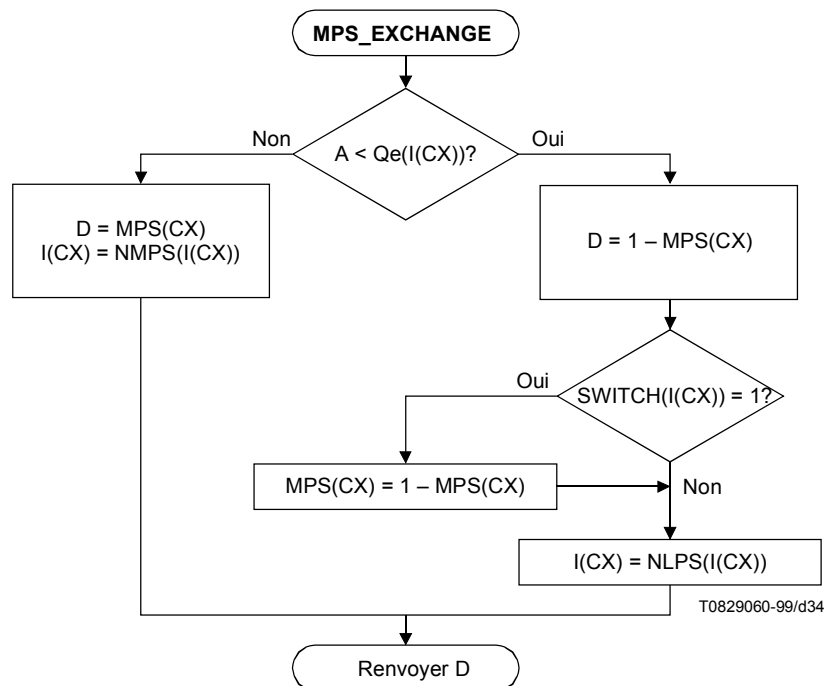 MPS_EXCHANGE
A < Qe(I(CX))?
Non
Oui
D = MPS(CX)
I(CX) = NMPS(I(CX))
D = 1 – MPS(CX)
Oui
SWITCH(I(CX)) = 1?
MPS(CX) = 1 – MPS(CX)
Non
I(CX) = NLPS(I(CX))
T0829060-99/d34
Renvoyer D